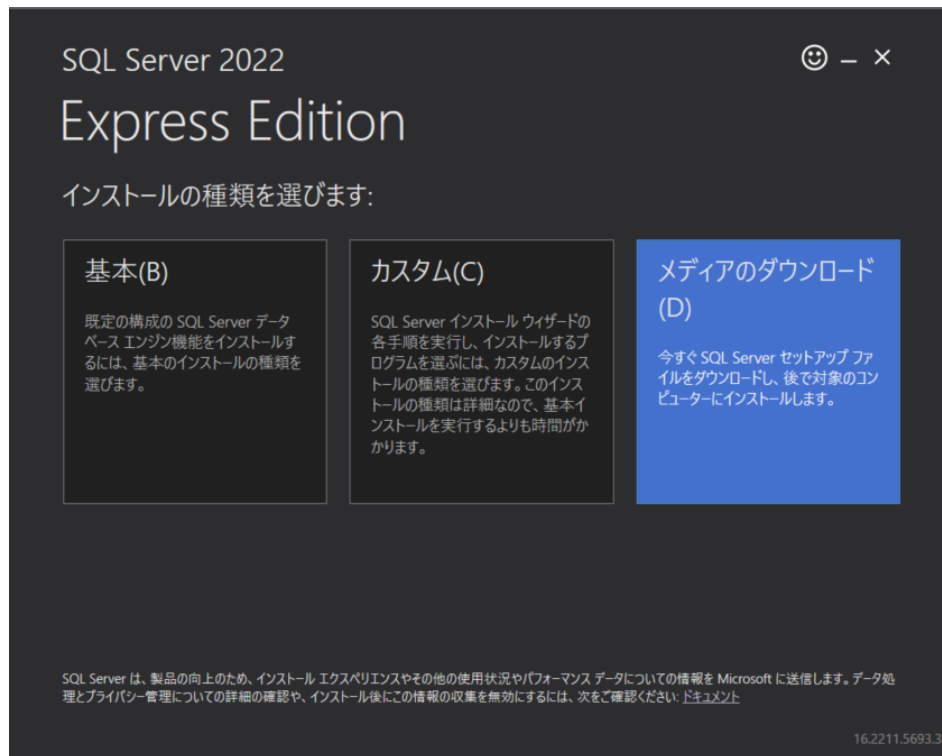 SQL Server 2022
Express Edition
インストールの種類を選びます:
基本(B)
既定の構成の SQL Server データ
ベース エンジン機能をインストールす
るには、基本のインストールの種類を
選びます。
カスタム(C)
SQL Server インストール ウィザードの
各手順を実行し、インストールするプ
ログラムを選ぶには、カスタムのインス
トールの種類を選びます。このインス
トールの種類は詳細なので、基本イ
ンストールを実行するよりも時間がか
かります。
メディアのダウンロード
(D)
今すぐ SQL Server セットアップ ファ
イルをダウンロードし、後で対象のコン
ピューターにインストールします。
SQL Server は、製品の向上のため、インストール エクスペリエンスやその他の使用状況やパフォーマンス データについての情報を Microsoft に送信します。データ処
理とプライバシー管理についての詳細の確認や、インストール後にこの情報の収集を無効にするには、次をご確認ください: ドキュメント
16.2211.5693.3